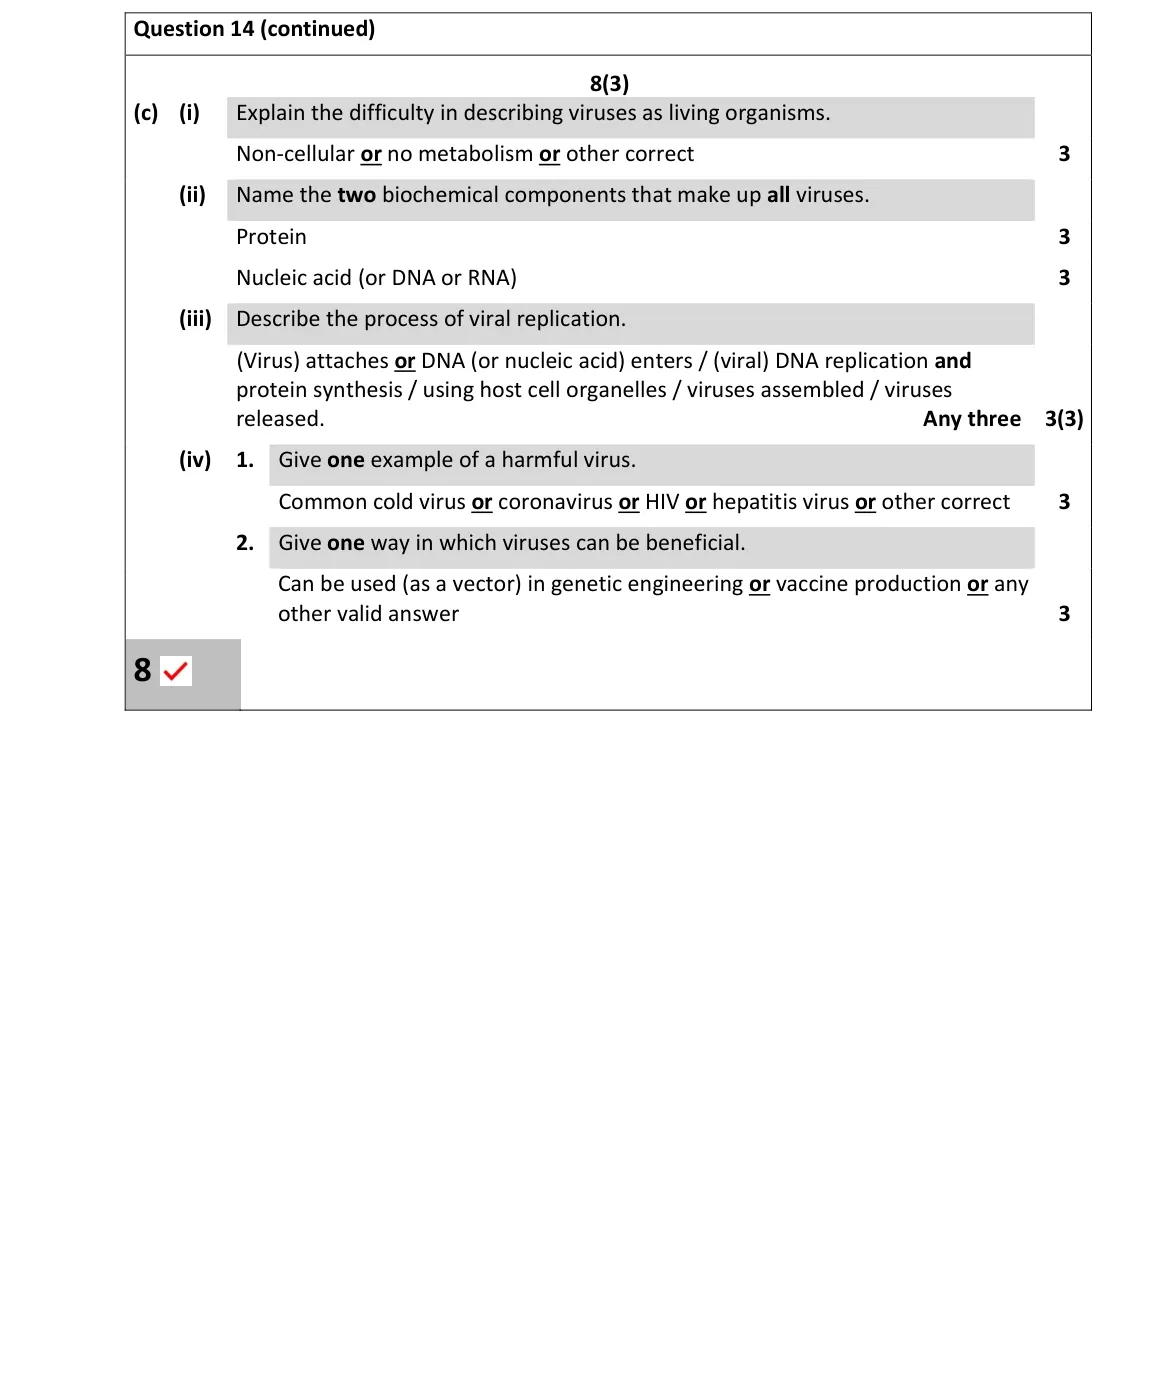 Question 14 (continued)
8(3)
(c) (i) Explain the difficulty in describing viruses as living organisms.
Non-cellular or no metabolism or other correct 3
(ii) Name the two biochemical components that make up all viruses.
Protein 3
Nucleic acid (or DNA or RNA) 3
(iii) Describe the process of viral replication.
(Virus) attaches or DNA (or nucleic acid) enters / (viral) DNA replication and
protein synthesis / using host cell organelles / viruses assembled / viruses
released. Any three 3(3)
(iv) 1. Give one example of a harmful virus.
Common cold virus or coronavirus or HIV or hepatitis virus or other correct 3
2. Give one way in which viruses can be beneficial.
Can be used (as a vector) in genetic engineering or vaccine production or any
other valid answer 3
8